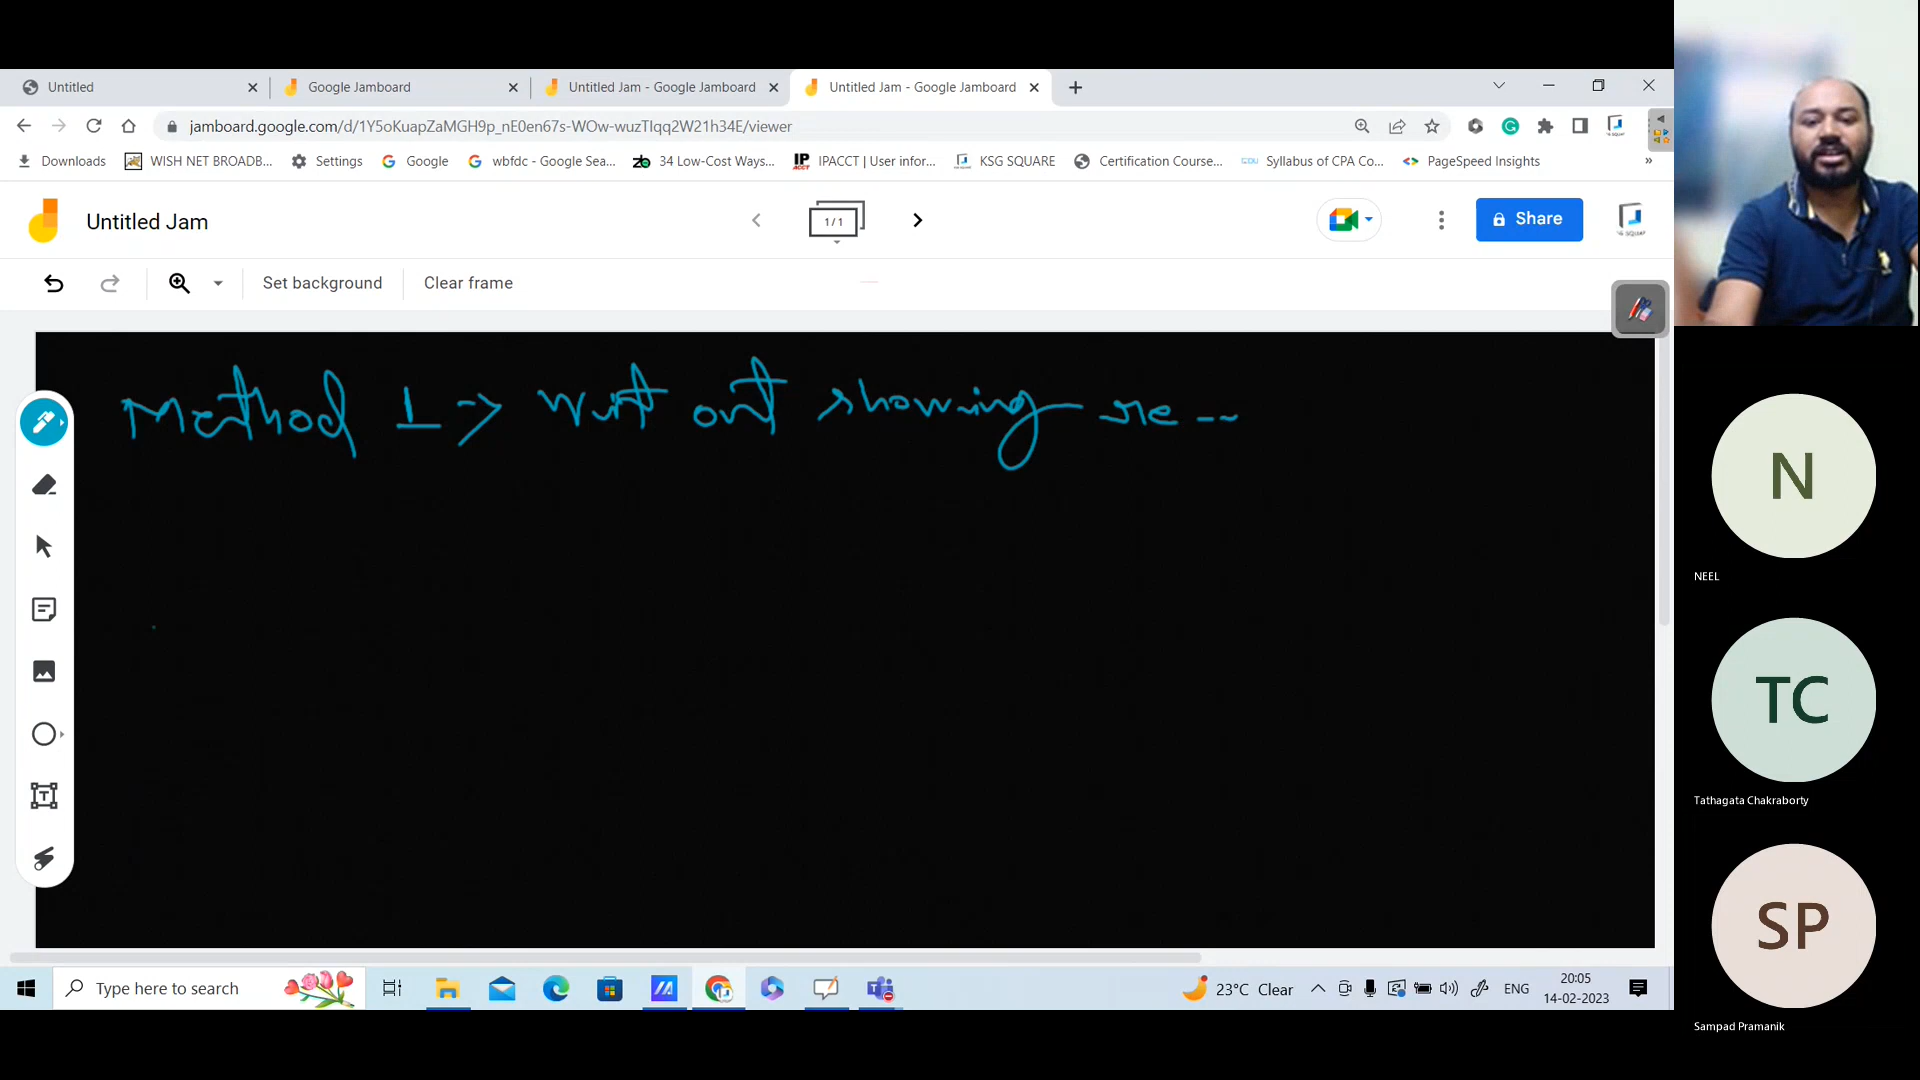 Untitled
Google Jamboard
Untitled Jam - Google Jamboard
Untitled Jam - Google Jamboard
jamboard.google.com/d/1Y5oKuapZaMGH9p_nE0en67s-WOw-wuzTIqq2W21h34E/viewer
Downloads WISH NET BROADB... Settings Google wbfdc - Google Sea... 34 Low-Cost Ways... IPACCT | User infor... KSG SQUARE Certification Course... Syllabus of CPA Co... PageSpeed Insights
Untitled Jam
1 / 1
Share
Set background Clear frame
Method 1 -> Without showing re --
N
NEEL
TC
Tathagata Chakraborty
SP
Sampad Pramanik
Type here to search
23°C Clear
ENG
20:05
14-02-2023